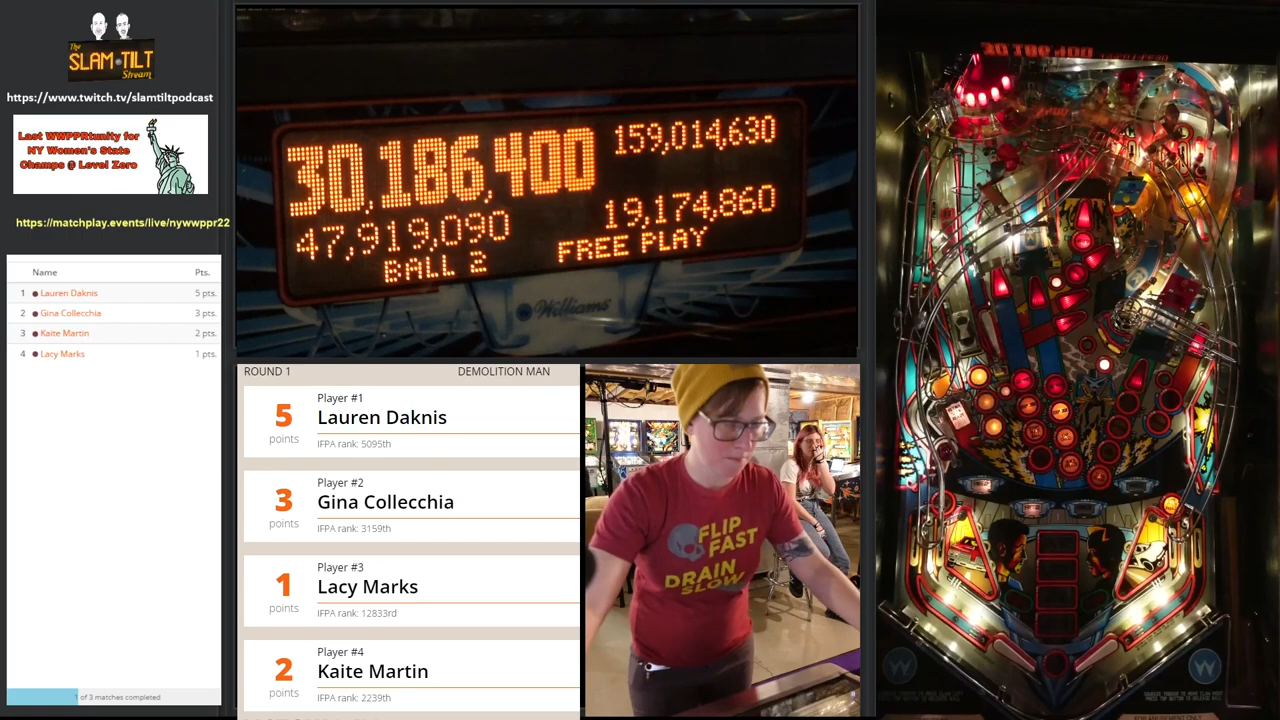 The
SLAM TILT
Stream
https://www.twitch.tv/slamtiltpodcast
Last WWPPRtunity for
NY Women's State
Champs @ Level Zero
https://matchplay.events/live/nywwppr22
Name Pts.
1 Lauren Daknis 5 pts.
2 Gina Collecchia 3 pts.
3 Kaite Martin 2 pts.
4 Lacy Marks 1 pts.
1 of 3 matches completed
30,186,400 159,014,630
47,919,090 19,174,860
BALL 2 FREE PLAY
Williams
ROUND 1 DEMOLITION MAN
Player #1
5 points
Lauren Daknis
IFPA rank: 5095th
Player #2
3 points
Gina Collecchia
IFPA rank: 3159th
Player #3
1 points
Lacy Marks
IFPA rank: 12833rd
Player #4
2 points
Kaite Martin
IFPA rank: 2239th
FLIP
FAST
DRAIN
SLOW
30,186,400
W
W